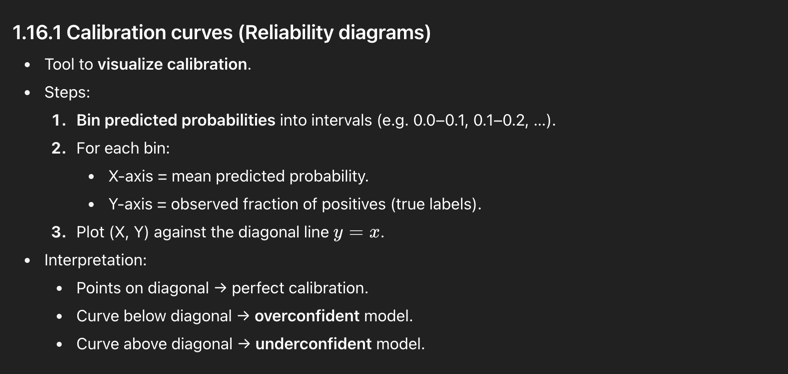 1.16.1 Calibration curves (Reliability diagrams)
• Tool to visualize calibration.
• Steps:
1. Bin predicted probabilities into intervals (e.g. 0.0–0.1, 0.1–0.2, ...).
2. For each bin:
• X-axis = mean predicted probability.
• Y-axis = observed fraction of positives (true labels).
3. Plot (X, Y) against the diagonal line y = x.
• Interpretation:
• Points on diagonal → perfect calibration.
• Curve below diagonal → overconfident model.
• Curve above diagonal → underconfident model.